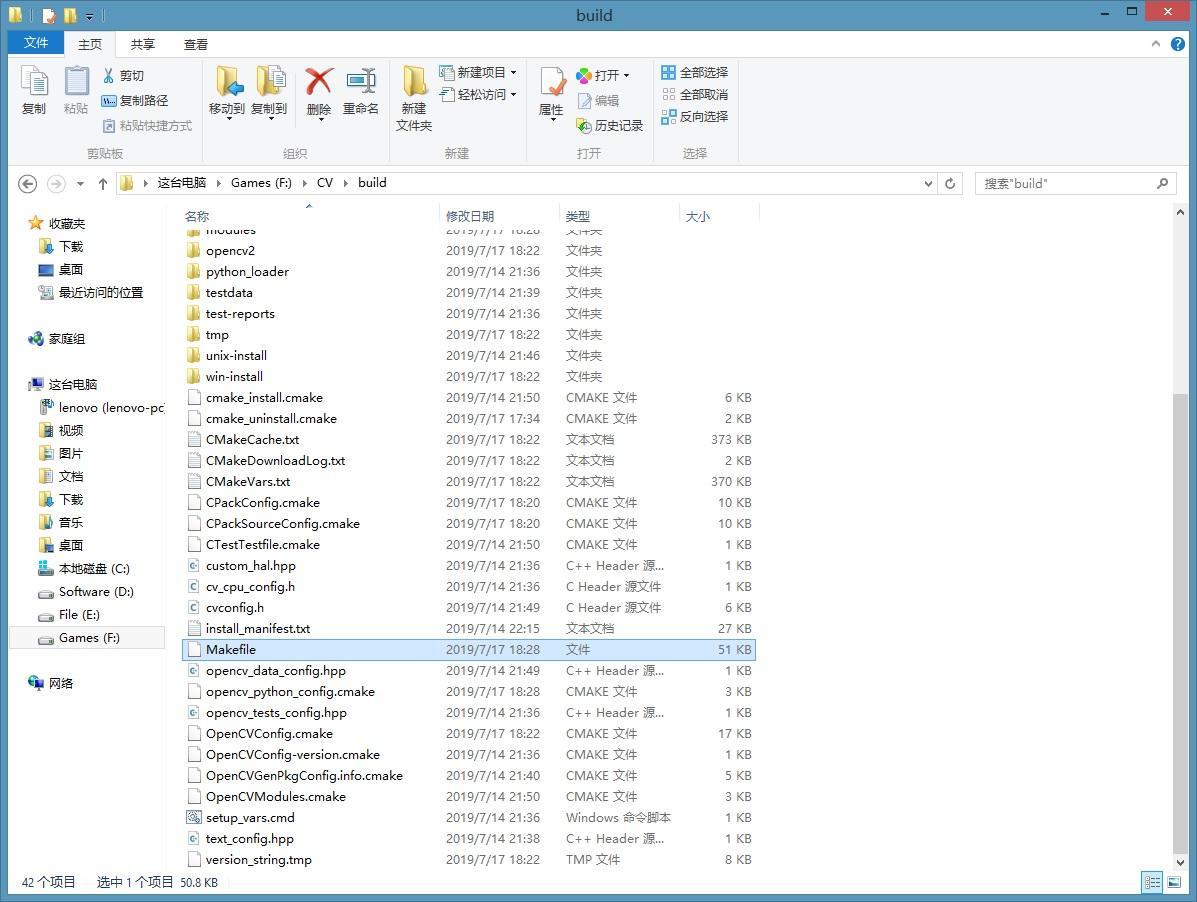 build
文件 主页 共享 查看
复制
粘贴
剪切
复制路径
粘贴快捷方式
剪贴板
移动到 复制到 删除 重命名
组织
新建
文件夹
新建项目
轻松访问
新建
属性
打开
编辑
历史记录
打开
全部选择
全部取消
反向选择
选择
这台电脑 Games (F:) CV build
搜索"build"
收藏夹
下载
桌面
最近访问的位置
家庭组
这台电脑
lenovo (lenovo-pc
视频
图片
文档
下载
音乐
桌面
本地磁盘 (C:)
Software (D:)
File (E:)
Games (F:)
网络
名称 修改日期 类型 大小
modules 2019/7/17 18:28 文件夹
opencv2 2019/7/17 18:22 文件夹
python_loader 2019/7/14 21:36 文件夹
testdata 2019/7/14 21:39 文件夹
test-reports 2019/7/14 21:36 文件夹
tmp 2019/7/17 18:22 文件夹
unix-install 2019/7/14 21:46 文件夹
win-install 2019/7/17 18:22 文件夹
cmake_install.cmake 2019/7/14 21:50 CMAKE 文件 6 KB
cmake_uninstall.cmake 2019/7/17 17:34 CMAKE 文件 2 KB
CMakeCache.txt 2019/7/17 18:22 文本文档 373 KB
CMakeDownloadLog.txt 2019/7/17 18:22 文本文档 2 KB
CMakeVars.txt 2019/7/17 18:22 文本文档 370 KB
CPackConfig.cmake 2019/7/17 18:20 CMAKE 文件 10 KB
CPackSourceConfig.cmake 2019/7/17 18:20 CMAKE 文件 10 KB
CTestTestfile.cmake 2019/7/14 21:50 CMAKE 文件 1 KB
custom_hal.hpp 2019/7/14 21:36 C++ Header 源... 1 KB
cv_cpu_config.h 2019/7/14 21:36 C Header 源文件 1 KB
cvconfig.h 2019/7/14 21:49 C Header 源文件 6 KB
install_manifest.txt 2019/7/14 22:15 文本文档 27 KB
Makefile 2019/7/17 18:28 文件 51 KB
opencv_data_config.hpp 2019/7/14 21:49 C++ Header 源... 1 KB
opencv_python_config.cmake 2019/7/17 18:28 CMAKE 文件 3 KB
opencv_tests_config.hpp 2019/7/14 21:36 C++ Header 源... 1 KB
OpenCVConfig.cmake 2019/7/17 18:22 CMAKE 文件 17 KB
OpenCVConfig-version.cmake 2019/7/14 21:36 CMAKE 文件 1 KB
OpenCVGenPkgConfig.info.cmake 2019/7/14 21:40 CMAKE 文件 5 KB
OpenCVModules.cmake 2019/7/14 21:50 CMAKE 文件 3 KB
setup_vars.cmd 2019/7/14 21:36 Windows 命令脚本 1 KB
text_config.hpp 2019/7/14 21:38 C++ Header 源... 1 KB
version_string.tmp 2019/7/17 18:22 TMP 文件 8 KB
42 个项目 选中 1 个项目 50.8 KB